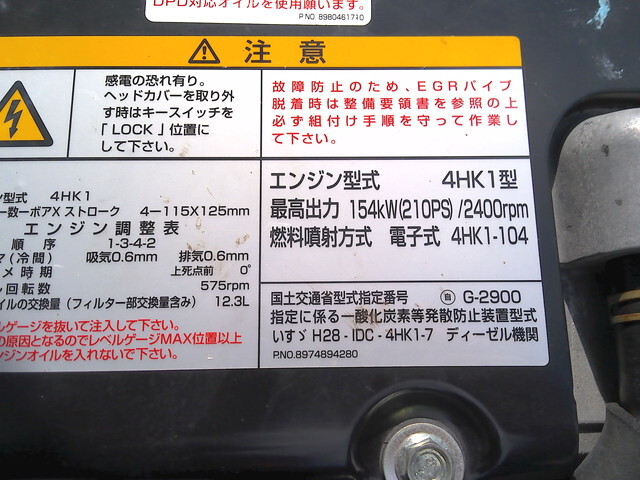 DPD対応オイルを使用願います。
P.NO. 8980461710
注意
感電の恐れ有り。
ヘッドカバーを取り外
す時はキースイッチを
「LOCK」位置に
して下さい。
故障防止のため、EGRパイプ
脱着時は整備要領書を参照の上
必ず組付け手順を守って作業し
て下さい。
ン型式 4HK1
ー数ーボアXストローク 4ー115X125mm
エンジン調整表
順序 1-3-4-2
マ(冷間) 吸気0.6mm 排気0.6mm
メ時期 上死点前 0°
ル回転数 575rpm
イルの交換量(フィルター部交換量含み) 12.3L
ルゲージを抜いて注入して下さい。
の原因となるのでレベルゲージMAX位置以上
ンジンオイルを入れないで下さい。
エンジン型式 4HK1型
最高出力 154kW(210PS)/2400rpm
燃料噴射方式 電子式 4HK1-104
国土交通省型式指定番号 自 G-2900
指定に係る一酸化炭素等発散防止装置型式
いすゞ H28-IDC-4HK1-7 ディーゼル機関
P.NO.8974894280